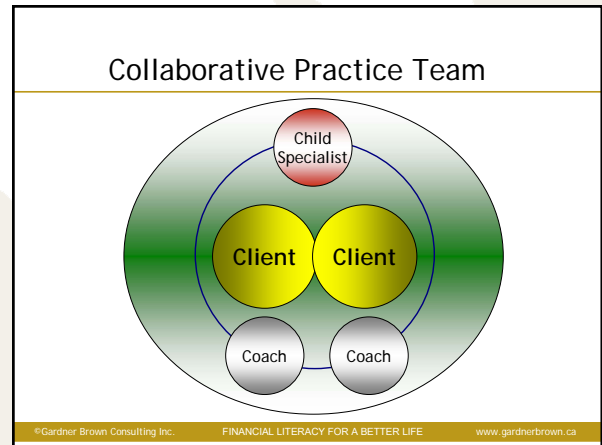 Collaborative Practice Team
Child
Specialist
Client Client
Coach Coach
©Gardner Brown Consulting Inc. FINANCIAL LITERACY FOR A BETTER LIFE www.gardnerbrown.ca